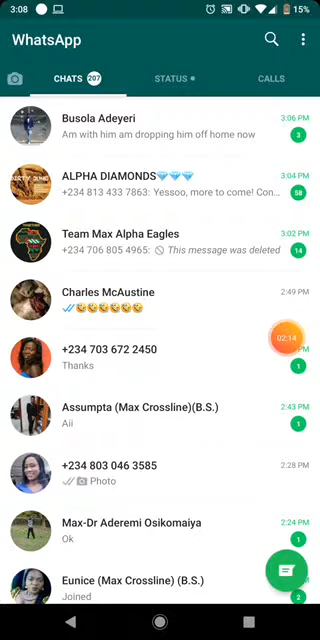 3:08
15%
WhatsApp
CHATS 207
STATUS
CALLS
Busola Adeyeri
3:06 PM
Am with him am dropping him off home now
3
ALPHA DIAMONDS💎💎💎
3:04 PM
+234 813 433 7863: Yessoo, more to come! Con...
58
Team Max Alpha Eagles
3:02 PM
+234 706 805 4965: This message was deleted
14
Charles McAustine
2:49 PM
🤣🤣🤣🤣🤣🤣
+234 703 672 2450
PM
02:14
Thanks
1
Assumpta (Max Crossline)(B.S.)
2:43 PM
Aii
1
+234 803 046 3585
2:28 PM
Photo
Max-Dr Aderemi Osikomaiya
2:24 PM
Ok
1
Eunice (Max Crossline) (B.S.)
PM
Joined
2